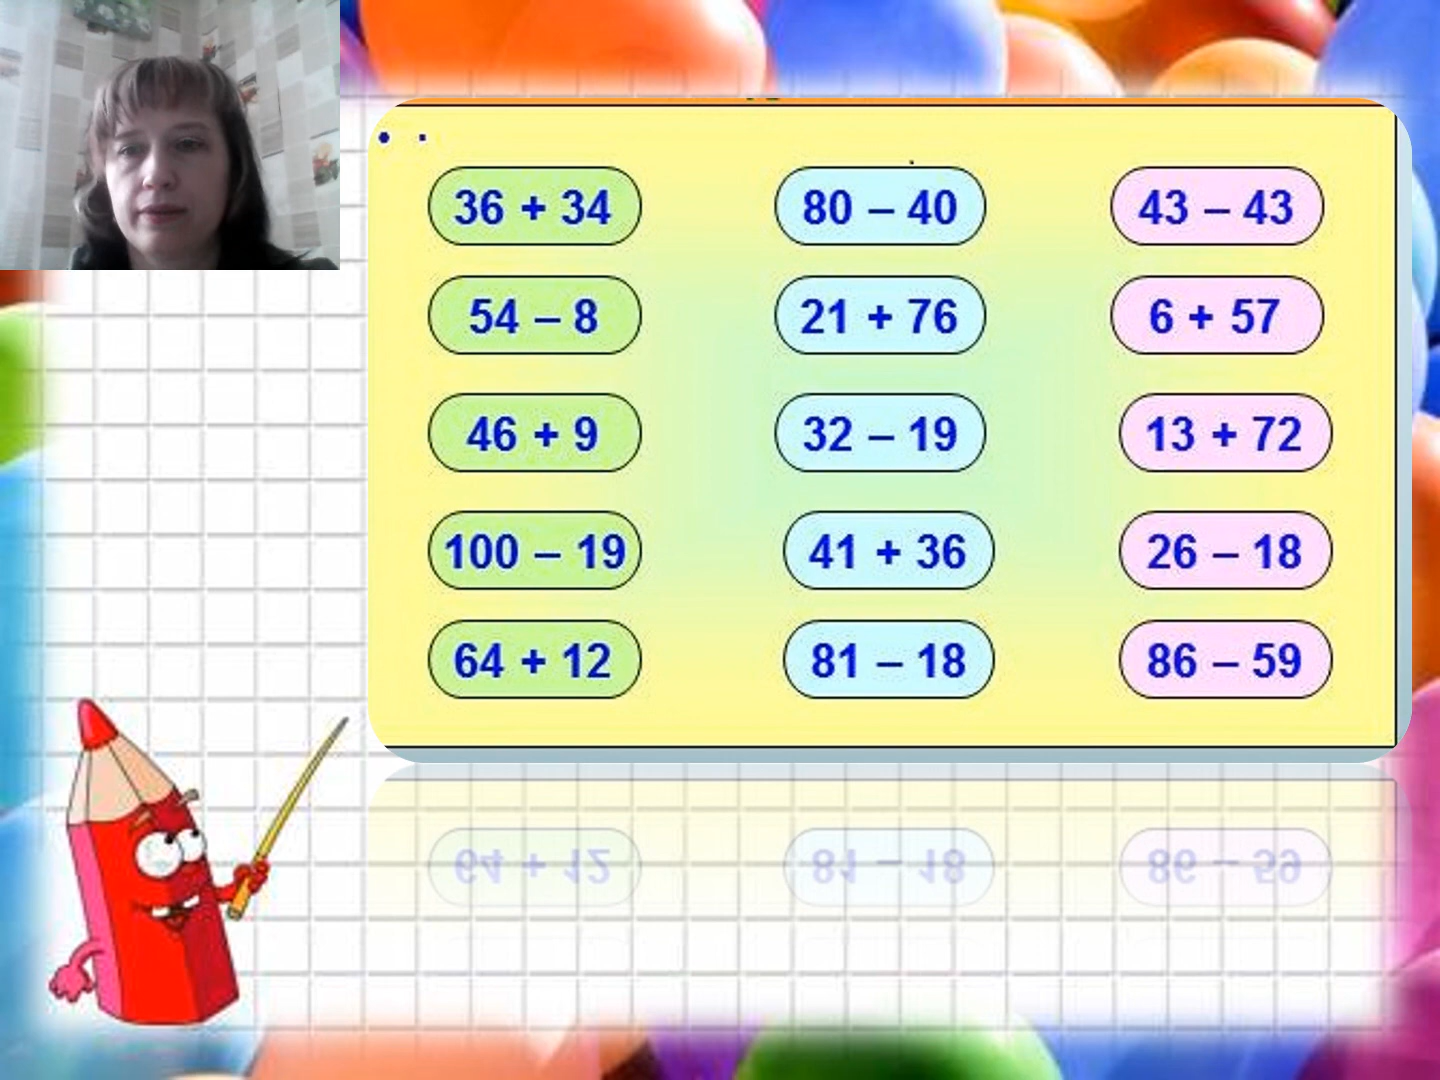 36 + 34 80 – 40 43 – 43
54 – 8 21 + 76 6 + 57
46 + 9 32 – 19 13 + 72
100 – 19 41 + 36 26 – 18
64 + 12 81 – 18 86 – 59